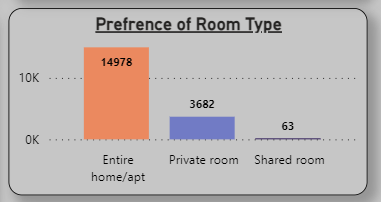 Prefrence of Room Type
14978
10K
3682
63
0K
Entire
home/apt
Private room
Shared room